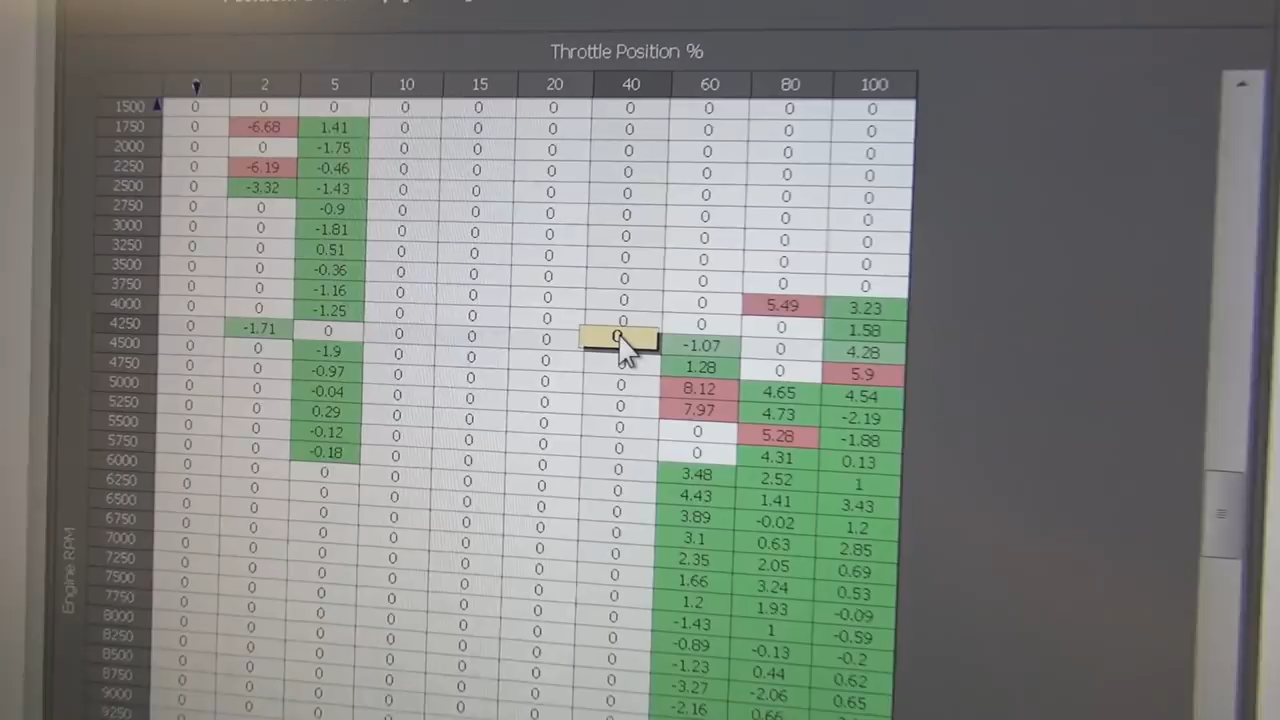 Throttle Position %
0 2 5 10 15 20 40 60 80 100
1500 0 0 0 0 0 0 0 0 0 0
1750 0 -6.68 1.41 0 0 0 0 0 0 0
2000 0 0 -1.75 0 0 0 0 0 0 0
2250 0 -6.19 -0.46 0 0 0 0 0 0 0
2500 0 -3.32 -1.43 0 0 0 0 0 0 0
2750 0 0 -0.9 0 0 0 0 0 0 0
3000 0 0 -1.81 0 0 0 0 0 0 0
3250 0 0 0.51 0 0 0 0 0 0 0
3500 0 0 -0.36 0 0 0 0 0 0 0
3750 0 0 -1.16 0 0 0 0 0 5.49 3.23
4000 0 0 -1.25 0 0 0 0 0 0 1.58
4250 0 -1.71 0 0 0 0 0 -1.07 0 4.28
4500 0 0 -1.9 0 0 0 0 1.28 0 5.9
4750 0 0 -0.97 0 0 0 0 8.12 4.65 4.54
5000 0 0 -0.04 0 0 0 0 7.97 4.73 -2.19
5250 0 0 0.29 0 0 0 0 0 5.28 -1.88
5500 0 0 -0.12 0 0 0 0 0 4.31 0.13
5750 0 0 -0.18 0 0 0 0 3.48 2.52 1
6000 0 0 0 0 0 0 0 4.43 1.41 3.43
6250 0 0 0 0 0 0 0 3.89 -0.02 1.2
6500 0 0 0 0 0 0 0 3.1 0.63 2.85
6750 0 0 0 0 0 0 0 2.35 2.05 0.69
7000 0 0 0 0 0 0 0 1.66 3.24 0.53
7250 0 0 0 0 0 0 0 1.2 1.93 -0.09
7500 0 0 0 0 0 0 0 -1.43 1 -0.59
7750 0 0 0 0 0 0 0 -0.89 -0.13 -0.2
8000 0 0 0 0 0 0 0 -1.23 0.44 0.62
8250 0 0 0 0 0 0 0 -3.27 -2.06 0.65
8500 0 0 0 0 0 0 0 -2.16 0.66
8750 0 0 0 0 0 0
9000 0 0 0
9250
Engine RPM